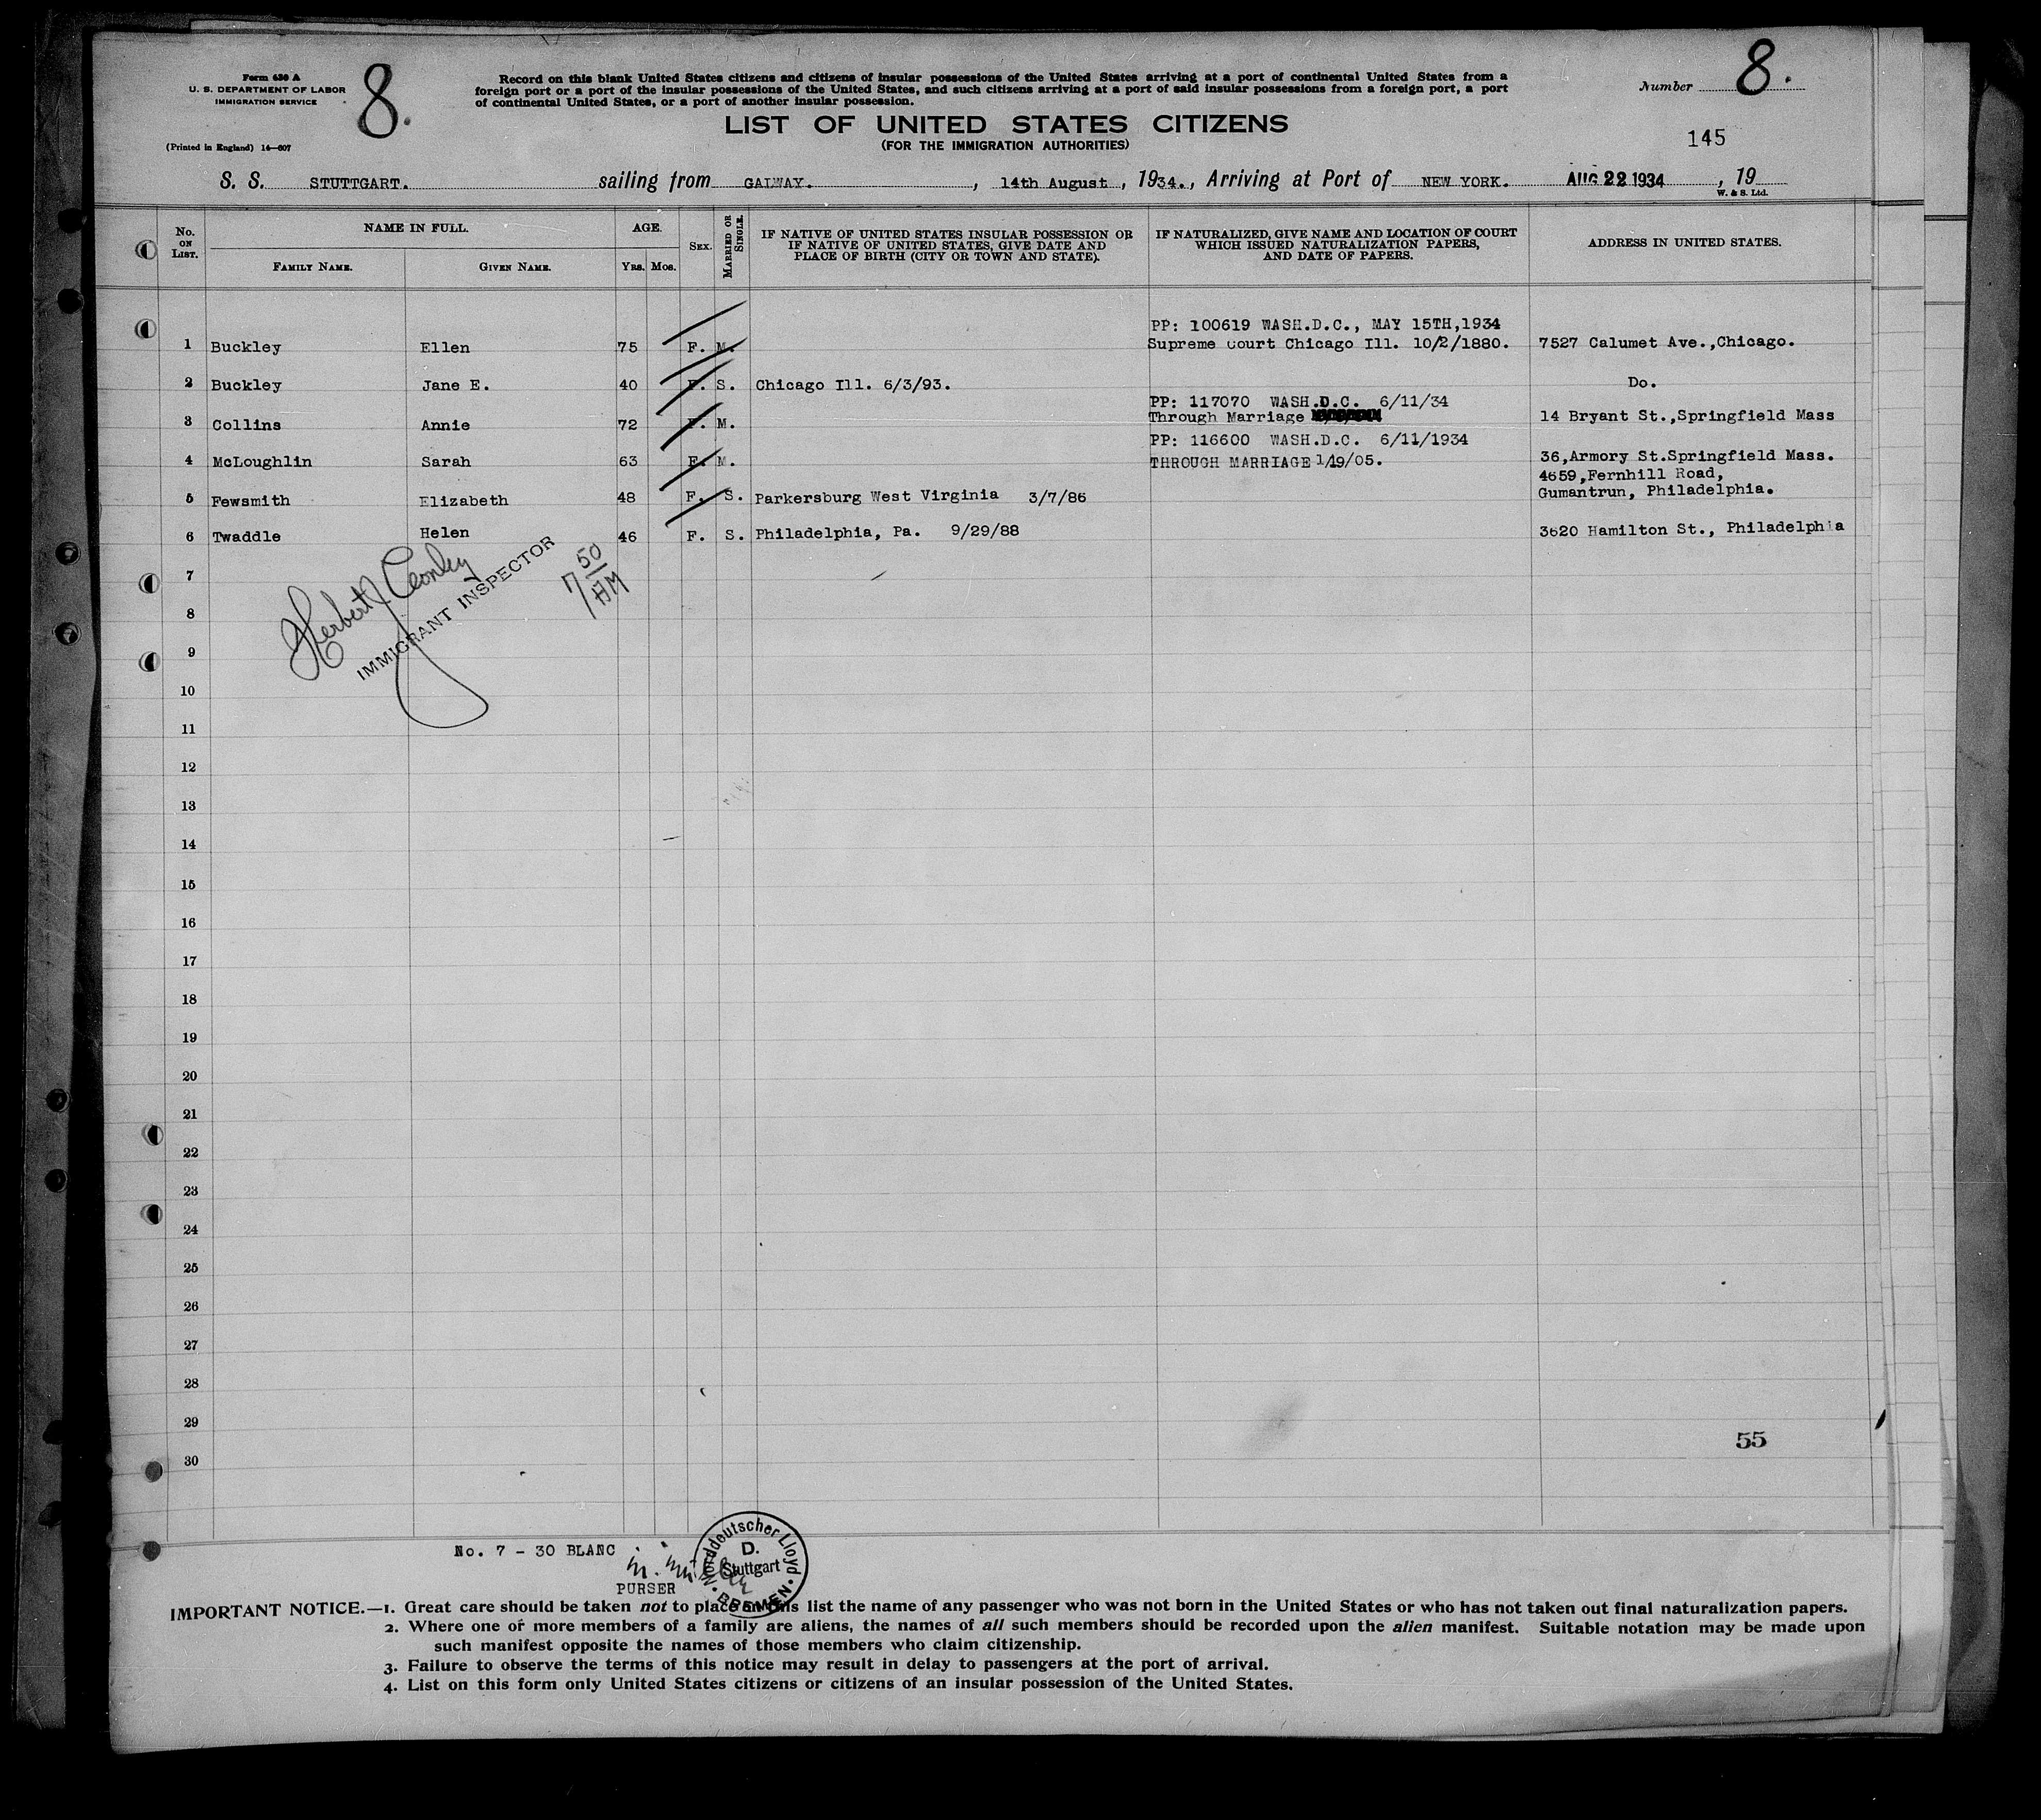 Form 630 A
U. S. DEPARTMENT OF LABOR
IMMIGRATION SERVICE
(Printed in England) 14—607
8.
Record on this blank United States citizens and citizens of insular possessions of the United States arriving at a port of continental United States from a
foreign port or a port of the insular possessions of the United States, and such citizens arriving at a port of said insular possessions from a foreign port, a port
of continental United States, or a port of another insular possession.
Number 8.
LIST OF UNITED STATES CITIZENS
(FOR THE IMMIGRATION AUTHORITIES)
145
S. S. STUTTGART. sailing from GALWAY. , 14th August , 1934. , Arriving at Port of NEW YORK. AUG 22 1934 , 19
W. & S. Ltd.
No. ON LIST. NAME IN FULL. FAMILY NAME. GIVEN NAME. AGE. YRS. MOS. SEX. MARRIED OR SINGLE. IF NATIVE OF UNITED STATES INSULAR POSSESSION OR IF NATIVE OF UNITED STATES, GIVE DATE AND PLACE OF BIRTH (CITY OR TOWN AND STATE). IF NATURALIZED, GIVE NAME AND LOCATION OF COURT WHICH ISSUED NATURALIZATION PAPERS, AND DATE OF PAPERS. ADDRESS IN UNITED STATES.
PP: 100619 WASH.D.C., MAY 15TH,1934
1 Buckley Ellen 75 F. M. Supreme Court Chicago Ill. 10/2/1880. 7527 Calumet Ave.,Chicago.
2 Buckley Jane E. 40 F. S. Chicago Ill. 6/3/93. Do.
PP: 117070 WASH.D.C. 6/11/34
3 Collins Annie 72 F. M. Through Marriage 14 Bryant St.,Springfield Mass
PP: 116600 WASH.D.C. 6/11/1934
4 McLoughlin Sarah 63 F. M. THROUGH MARRIAGE 1/19/05. 36,Armory St.Springfield Mass.
4659,Fernhill Road,
5 Fewsmith Elizabeth 48 F. S. Parkersburg West Virginia 3/7/86 Gumantrun, Philadelphia.
6 Twaddle Helen 46 F. S. Philadelphia, Pa. 9/29/88 3620 Hamilton St., Philadelphia
Herbert J Conley
IMMIGRANT INSPECTOR
7 50 AM
7
8
9
10
11
12
13
14
15
16
17
18
19
20
21
22
23
24
25
26
27
28
29
55
30
No. 7 - 30 BLANC
PURSER
Norddeutscher Lloyd
D.
Stuttgart
BREMEN
IMPORTANT NOTICE.—1. Great care should be taken not to place on this list the name of any passenger who was not born in the United States or who has not taken out final naturalization papers.
2. Where one or more members of a family are aliens, the names of all such members should be recorded upon the alien manifest. Suitable notation may be made upon
such manifest opposite the names of those members who claim citizenship.
3. Failure to observe the terms of this notice may result in delay to passengers at the port of arrival.
4. List on this form only United States citizens or citizens of an insular possession of the United States.